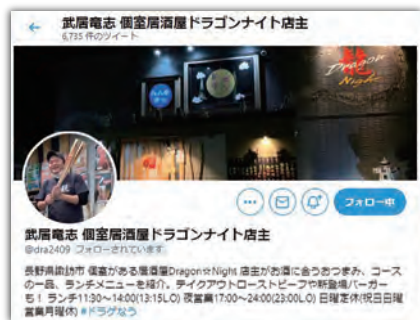 武居竜志 個室居酒屋ドラゴンナイト店主
6,735 件のツイート
龍
Dragon
Night
フォロー中
武居竜志 個室居酒屋ドラゴンナイト店主
@dra2409 フォローされています
長野県諏訪市 個室がある居酒屋Dragon☆Night 店主がお酒に合うおつまみ、コース
の一品、ランチメニューを紹介。テイクアウトローストビーフや新登場バーガー
も！ ランチ11:30〜14:00(13:15LO) 夜営業17:00〜24:00(23:00LO) 日曜定休(祝日日曜
営業月曜休) #ドラゲなう